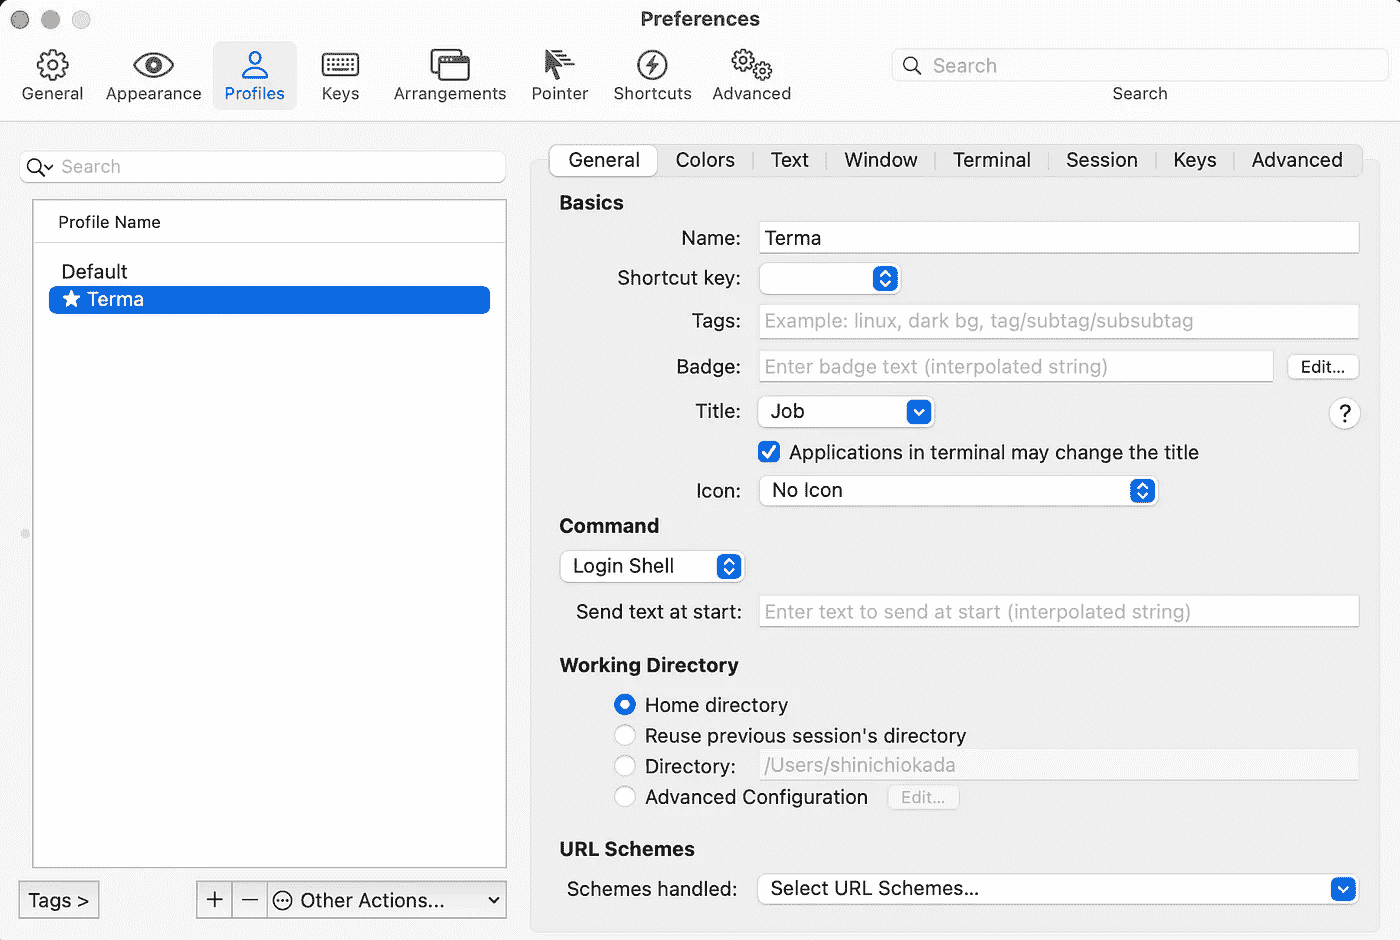 Preferences
General Appearance Profiles Keys Arrangements Pointer Shortcuts Advanced
Search
Search
Search
Profile Name
Default
Terma
Tags >
+ − Other Actions...
General Colors Text Window Terminal Session Keys Advanced
Basics
Name: Terma
Shortcut key:
Tags: Example: linux, dark bg, tag/subtag/subsubtag
Badge: Enter badge text (interpolated string) Edit...
Title: Job ?
Applications in terminal may change the title
Icon: No Icon
Command
Login Shell
Send text at start: Enter text to send at start (interpolated string)
Working Directory
Home directory
Reuse previous session's directory
Directory: /Users/shinichiokada
Advanced Configuration Edit...
URL Schemes
Schemes handled: Select URL Schemes...